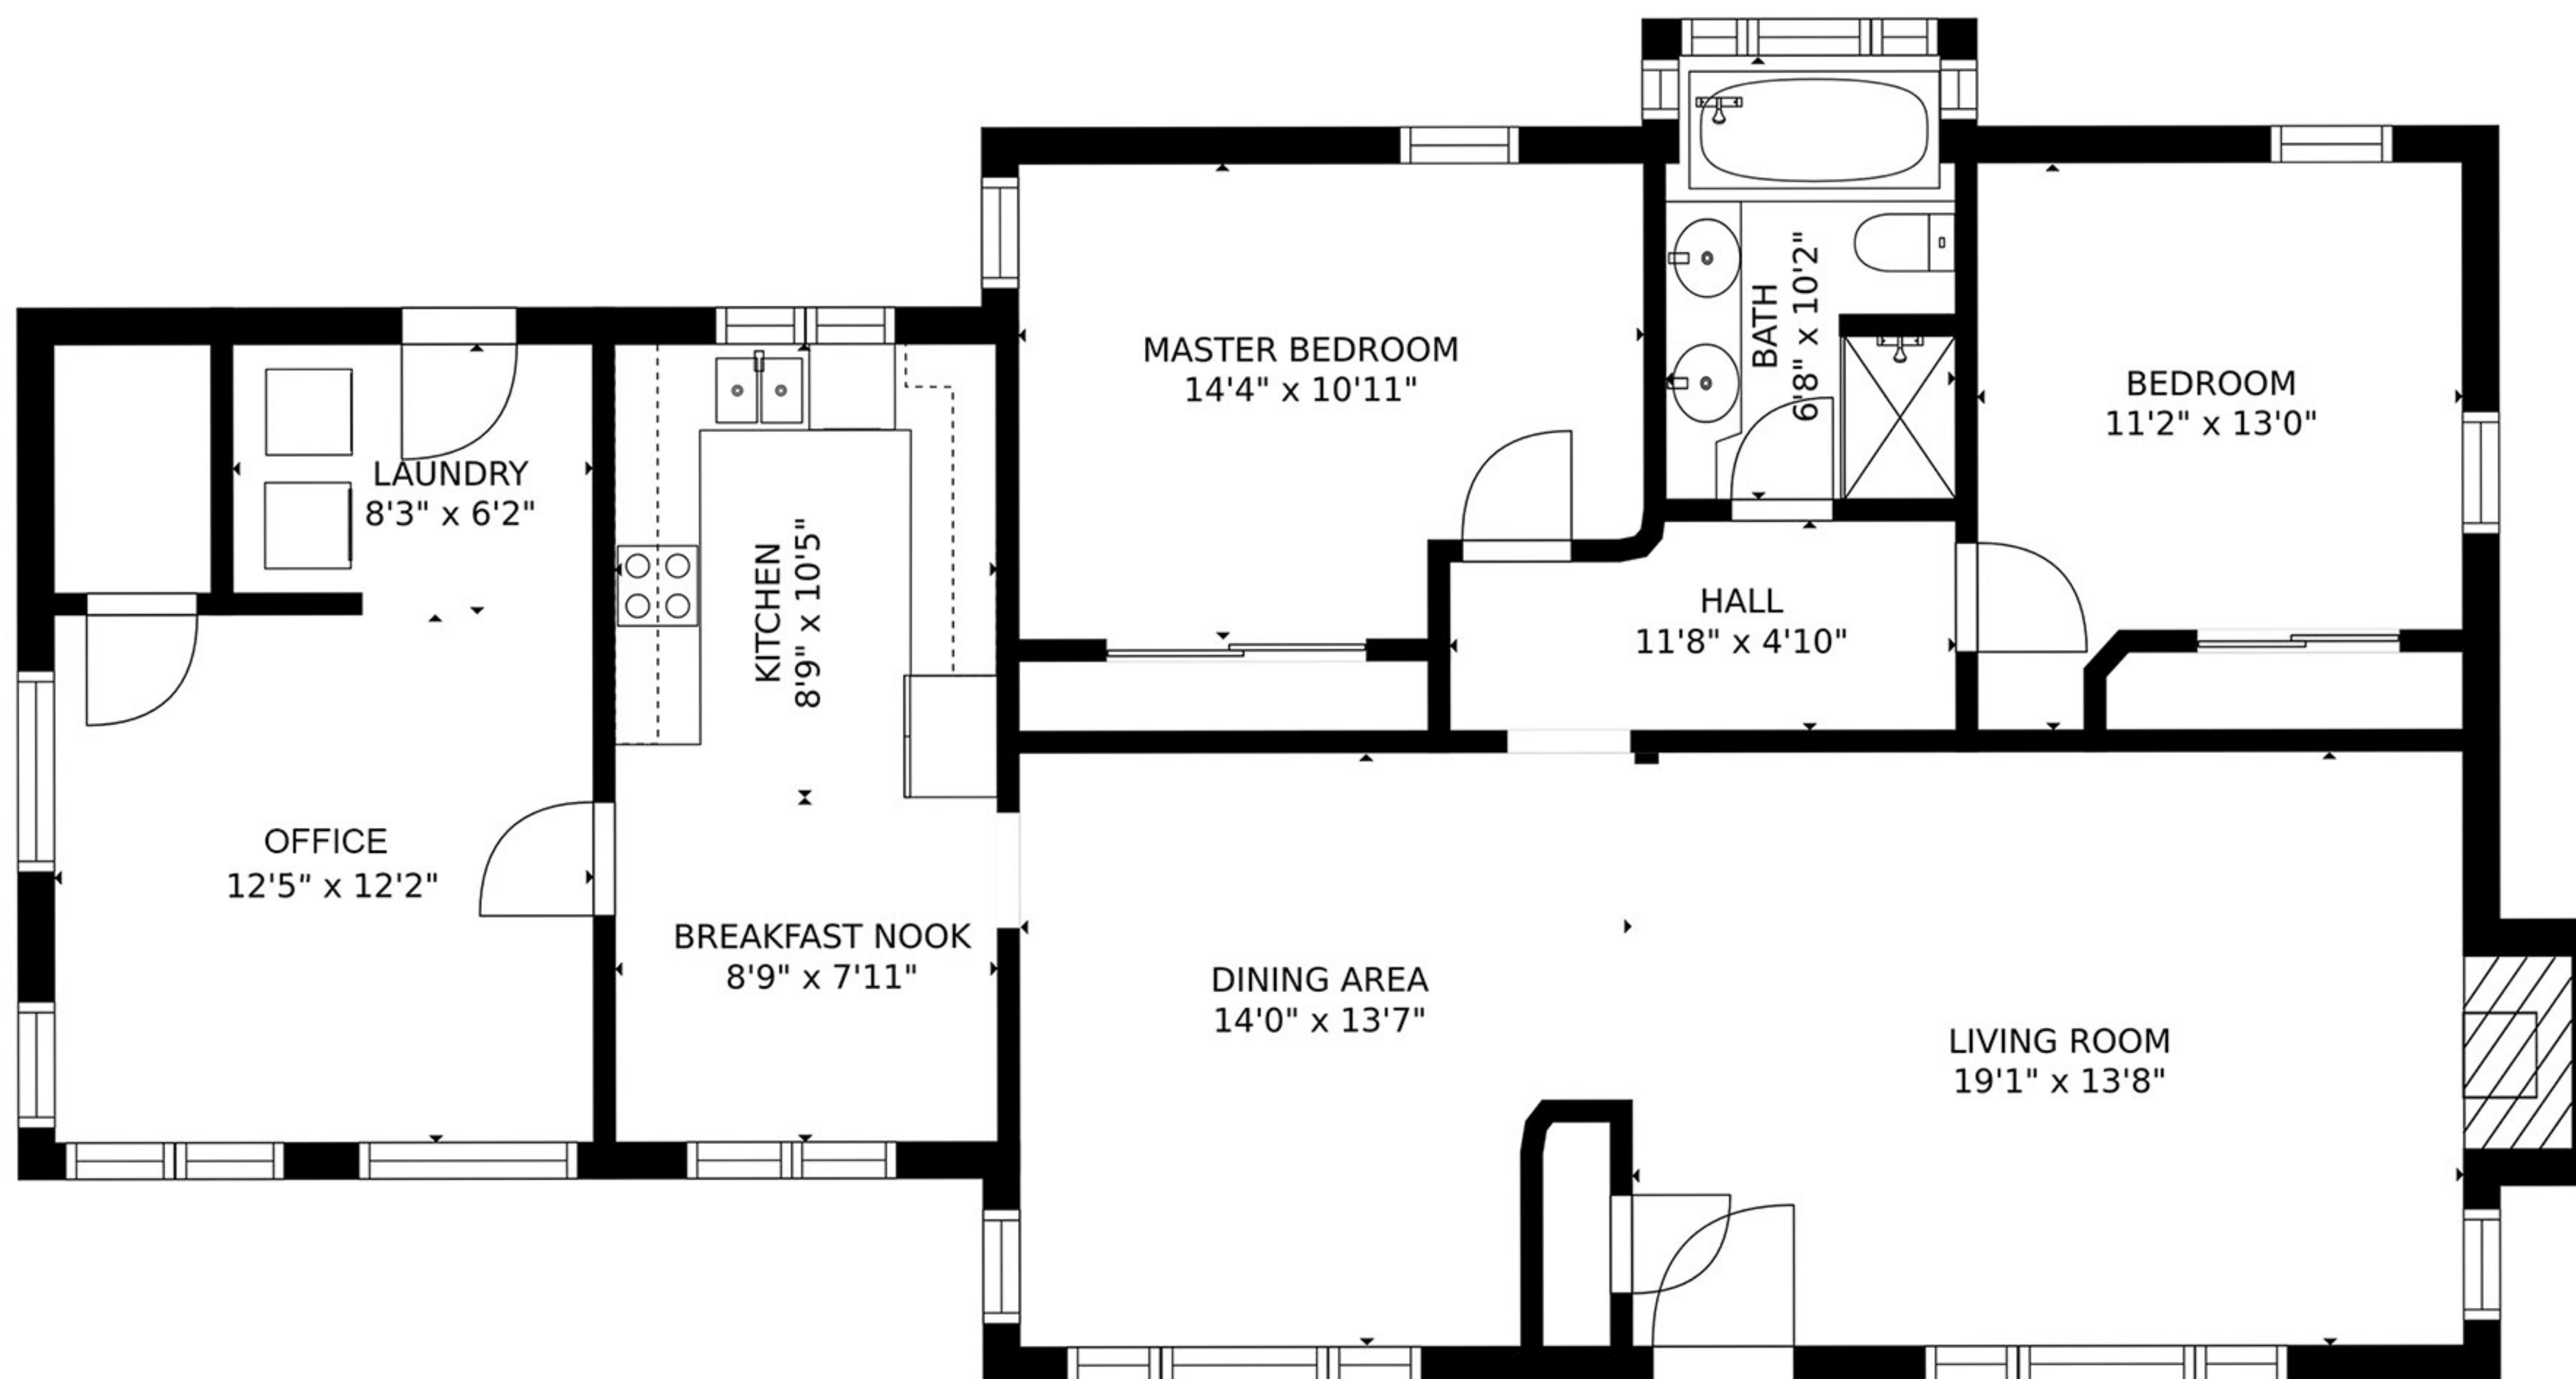 MASTER BEDROOM
14'4" x 10'11"
BATH
6'8" x 10'2"
BEDROOM
11'2" x 13'0"
LAUNDRY
8'3" x 6'2"
KITCHEN
8'9" x 10'5"
HALL
11'8" x 4'10"
OFFICE
12'5" x 12'2"
BREAKFAST NOOK
8'9" x 7'11"
DINING AREA
14'0" x 13'7"
LIVING ROOM
19'1" x 13'8"